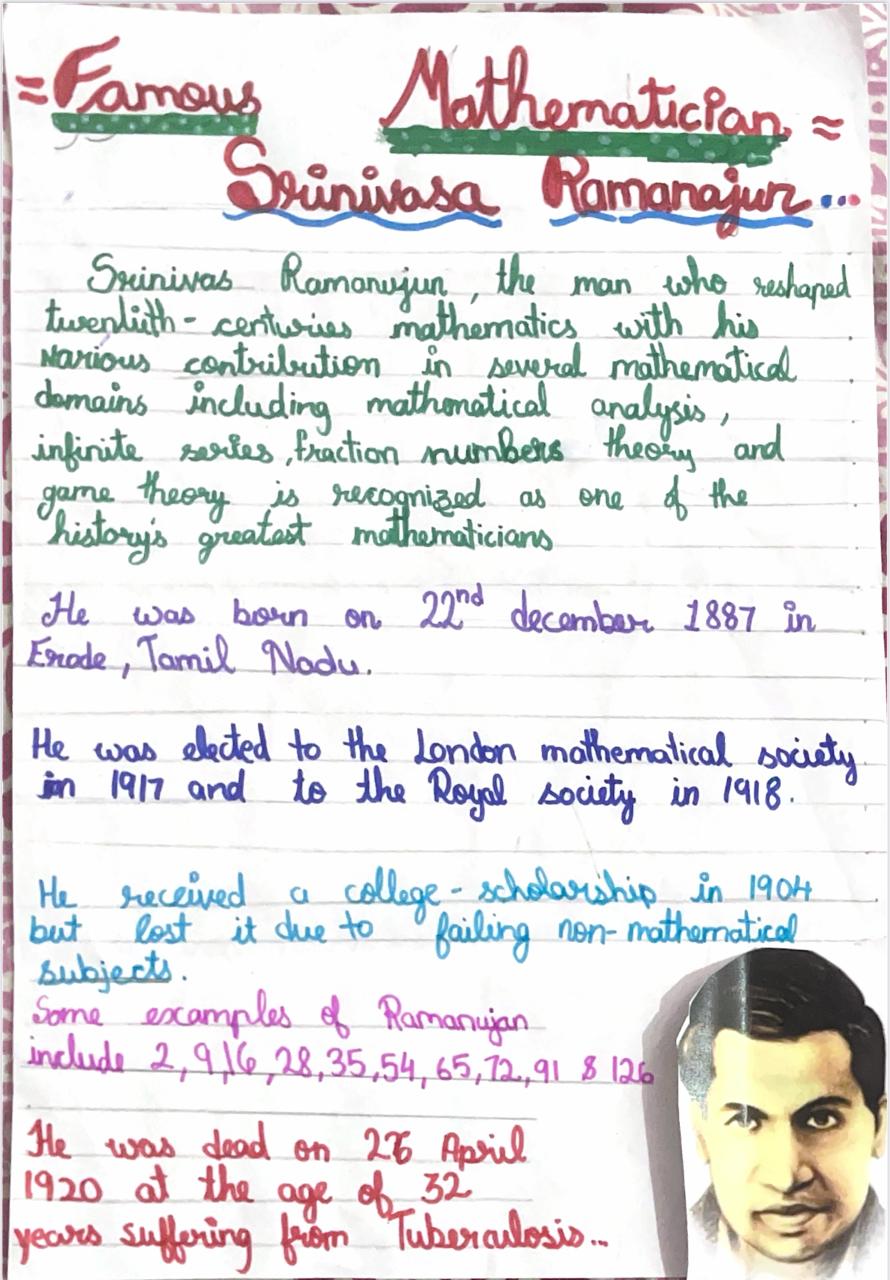 = Famous Mathematician =
Srinivasa Ramanajun...
Srinivas Ramanujun, the man who reshaped
twentieth - centuries mathematics with his
various contribution in several mathematical
domains including mathematical analysis,
infinite series, fraction numbers theory and
game theory is recognized as one of the
history's greatest mathematicians
He was born on 22nd december 1887 in
Erode, Tamil Nadu.
He was elected to the London mathematical society
in 1917 and to the Royal society in 1918.
He received a college - scholarship in 1904
but lost it due to failing non-mathematical
subjects.
Some examples of Ramanujan
include 2, 9, 16, 28, 35, 54, 65, 72, 91 & 126
He was dead on 26 April
1920 at the age of 32
years suffering from Tuberculosis...